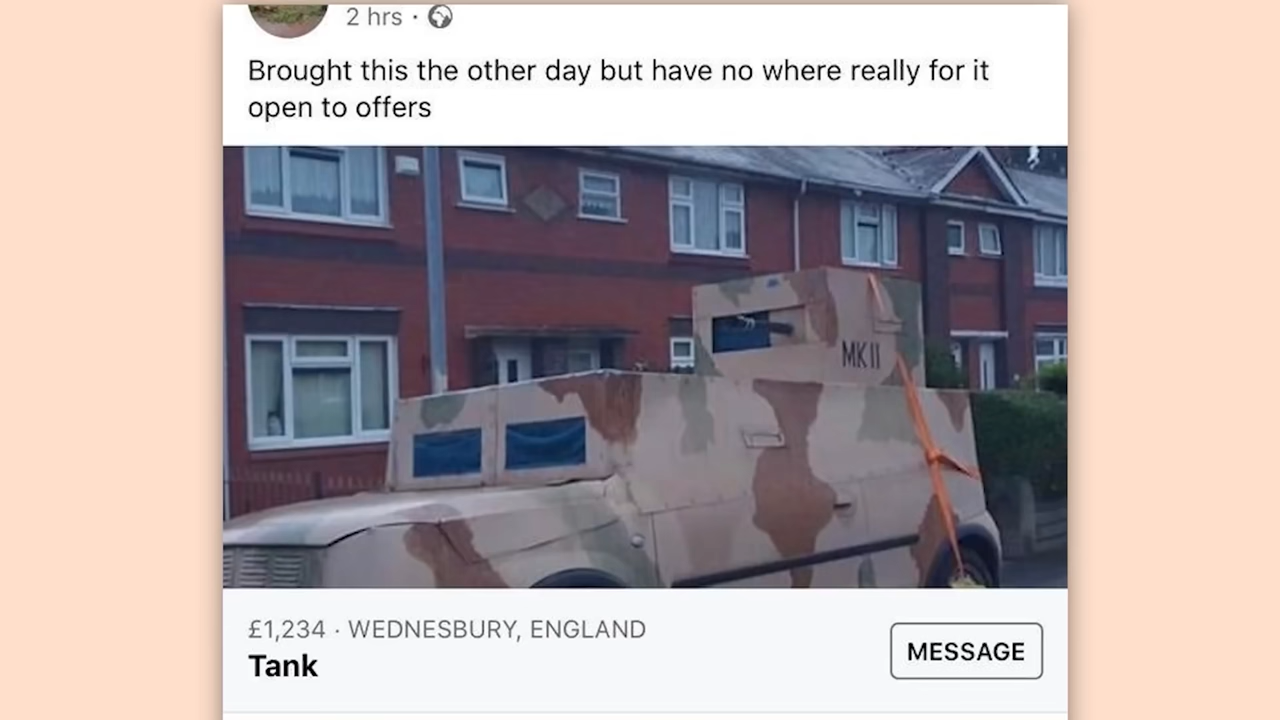 2 hrs ·
Brought this the other day but have no where really for it
open to offers
MK II
£1,234 · WEDNESBURY, ENGLAND
Tank
MESSAGE